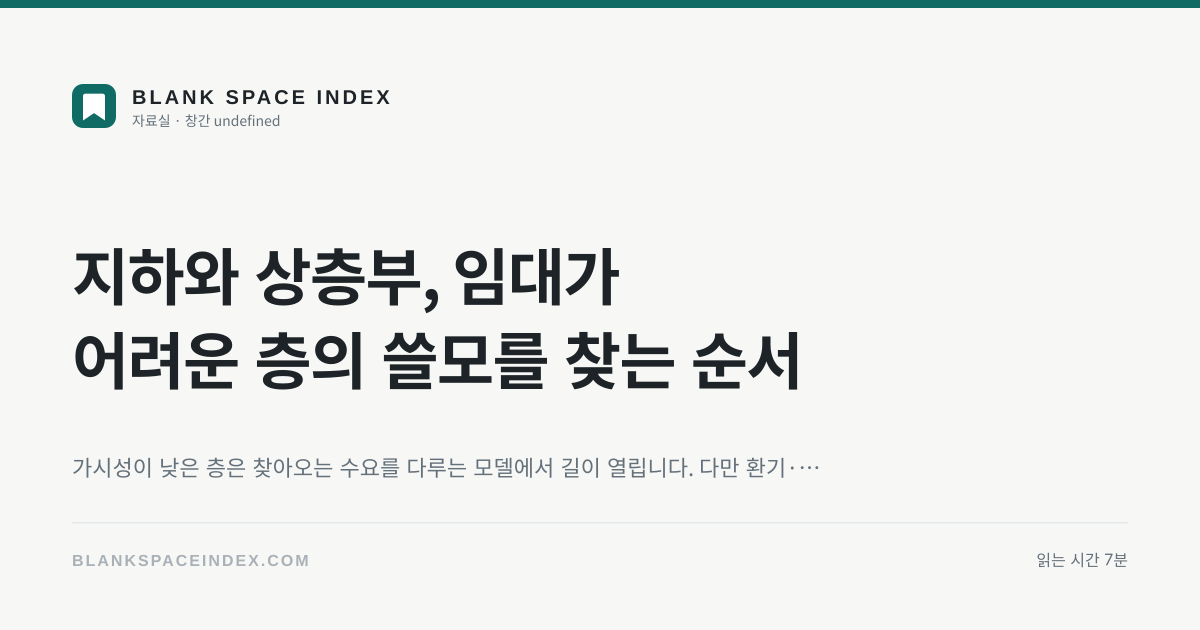 BLANK SPACE INDEX
자료실 · 창간 undefined
지하와 상층부, 임대가
어려운 층의 쓸모를 찾는 순서
가시성이 낮은 층은 찾아오는 수요를 다루는 모델에서 길이 열립니다. 다만 환기·…
BLANKSPACEINDEX.COM
읽는 시간 7분